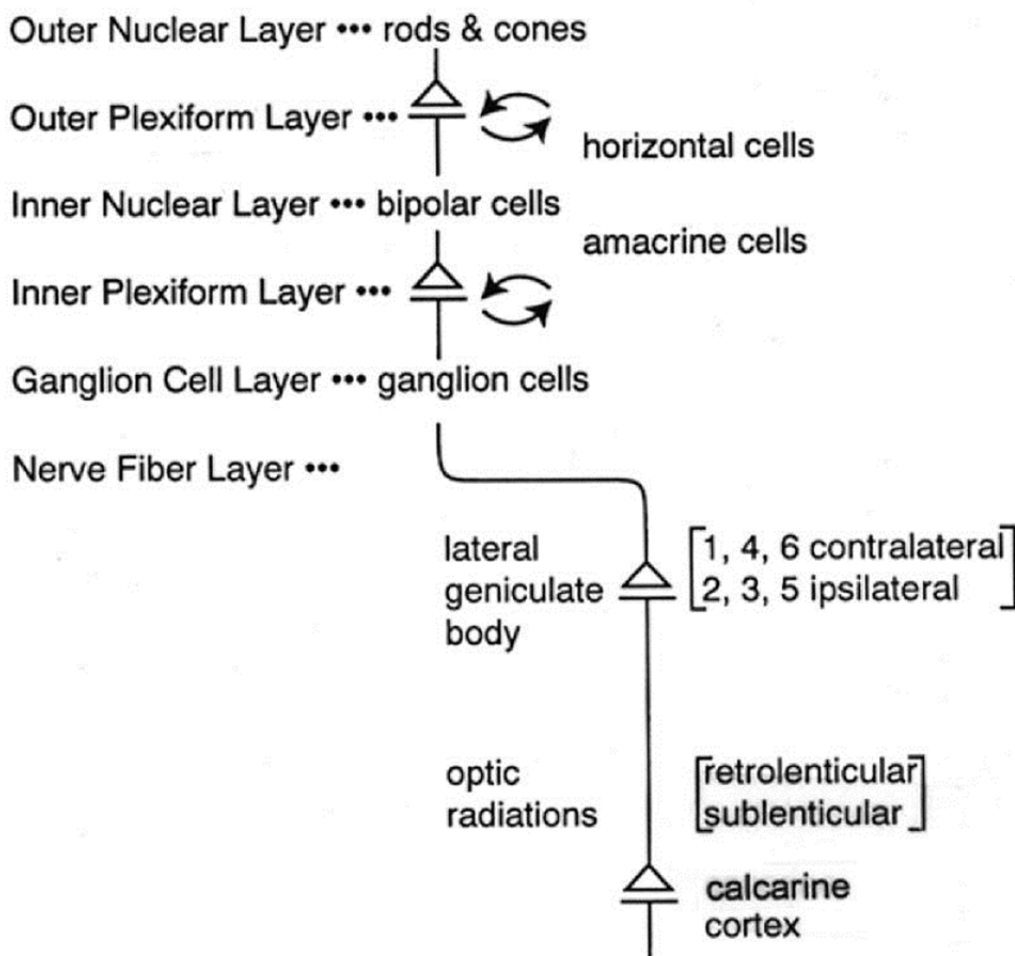 Outer Nuclear Layer ••• rods & cones
Outer Plexiform Layer •••
horizontal cells
Inner Nuclear Layer ••• bipolar cells
amacrine cells
Inner Plexiform Layer •••
Ganglion Cell Layer ••• ganglion cells
Nerve Fiber Layer •••
lateral
geniculate
body
[1, 4, 6 contralateral]
[2, 3, 5 ipsilateral]
optic
radiations
[retrolenticular]
[sublenticular]
calcarine
cortex